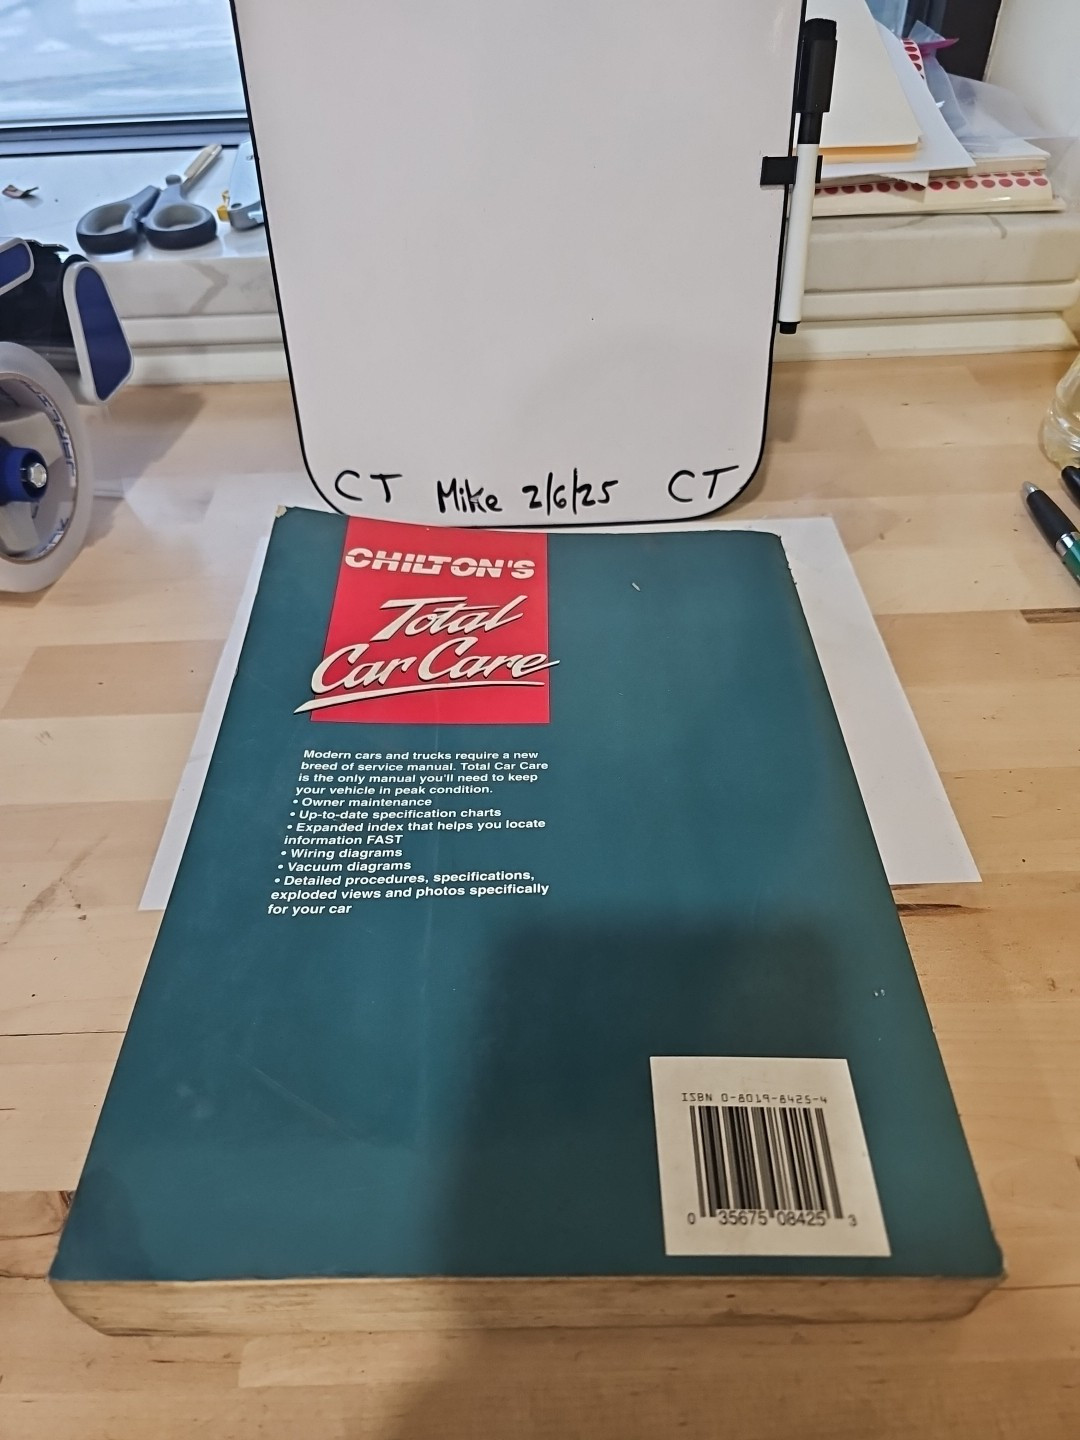 CT Mike 2/6/25 CT
CHILTON'S
Total
Car Care
Modern cars and trucks require a new
breed of service manual. Total Car Care
is the only manual you'll need to keep
your vehicle in peak condition.
• Owner maintenance
• Up-to-date specification charts
• Expanded index that helps you locate
information FAST
• Wiring diagrams
• Vacuum diagrams
• Detailed procedures, specifications,
exploded views and photos specifically
for your car
ISBN 0-8019-8425-4
0 35675 08425 3